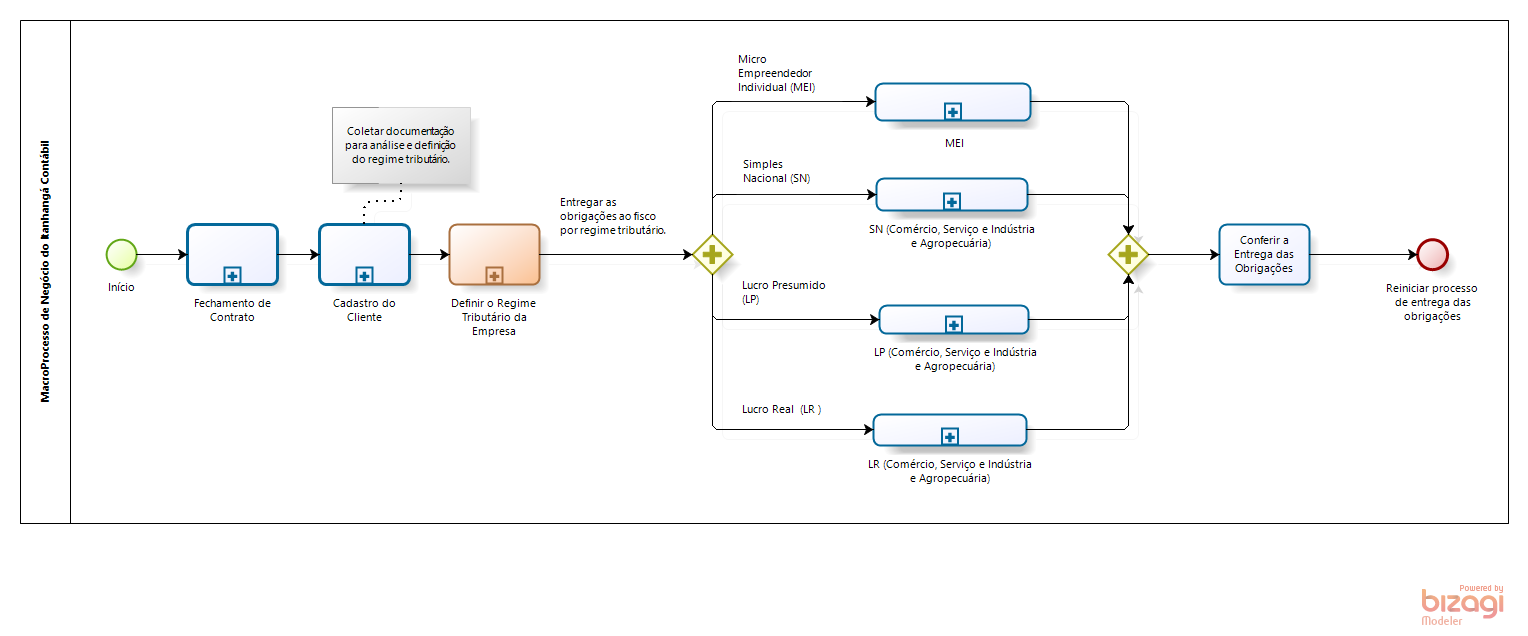 MacroProcesso de Negócio do Ikanhangá Contábil
Início
Fechamento de
Contrato
Coletar documentação
para análise e definição
do regime tributário.
Cadastro do
Cliente
Definir o Regime
Tributário da
Empresa
Entregar as
obrigações ao fisco
por regime tributário.
Micro
Empreendedor
Individual (MEI)
MEI
Simples
Nacional (SN)
SN (Comércio, Serviço e Indústria
e Agropecuária)
Lucro Presumido
(LP)
LP (Comércio, Serviço e Indústria
e Agropecuária)
Lucro Real (LR )
LR (Comércio, Serviço e Indústria
e Agropecuária)
Conferir a
Entrega das
Obrigações
Reiniciar processo
de entrega das
obrigações
Powered by
bizagi
Modeler